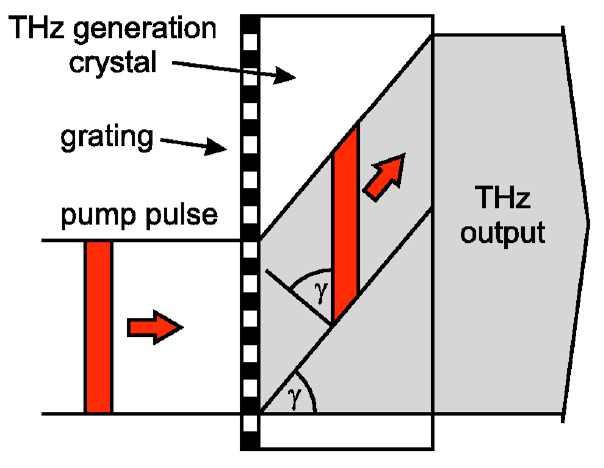 THz generation
crystal
grating
pump pulse
THz
output
γ
γ